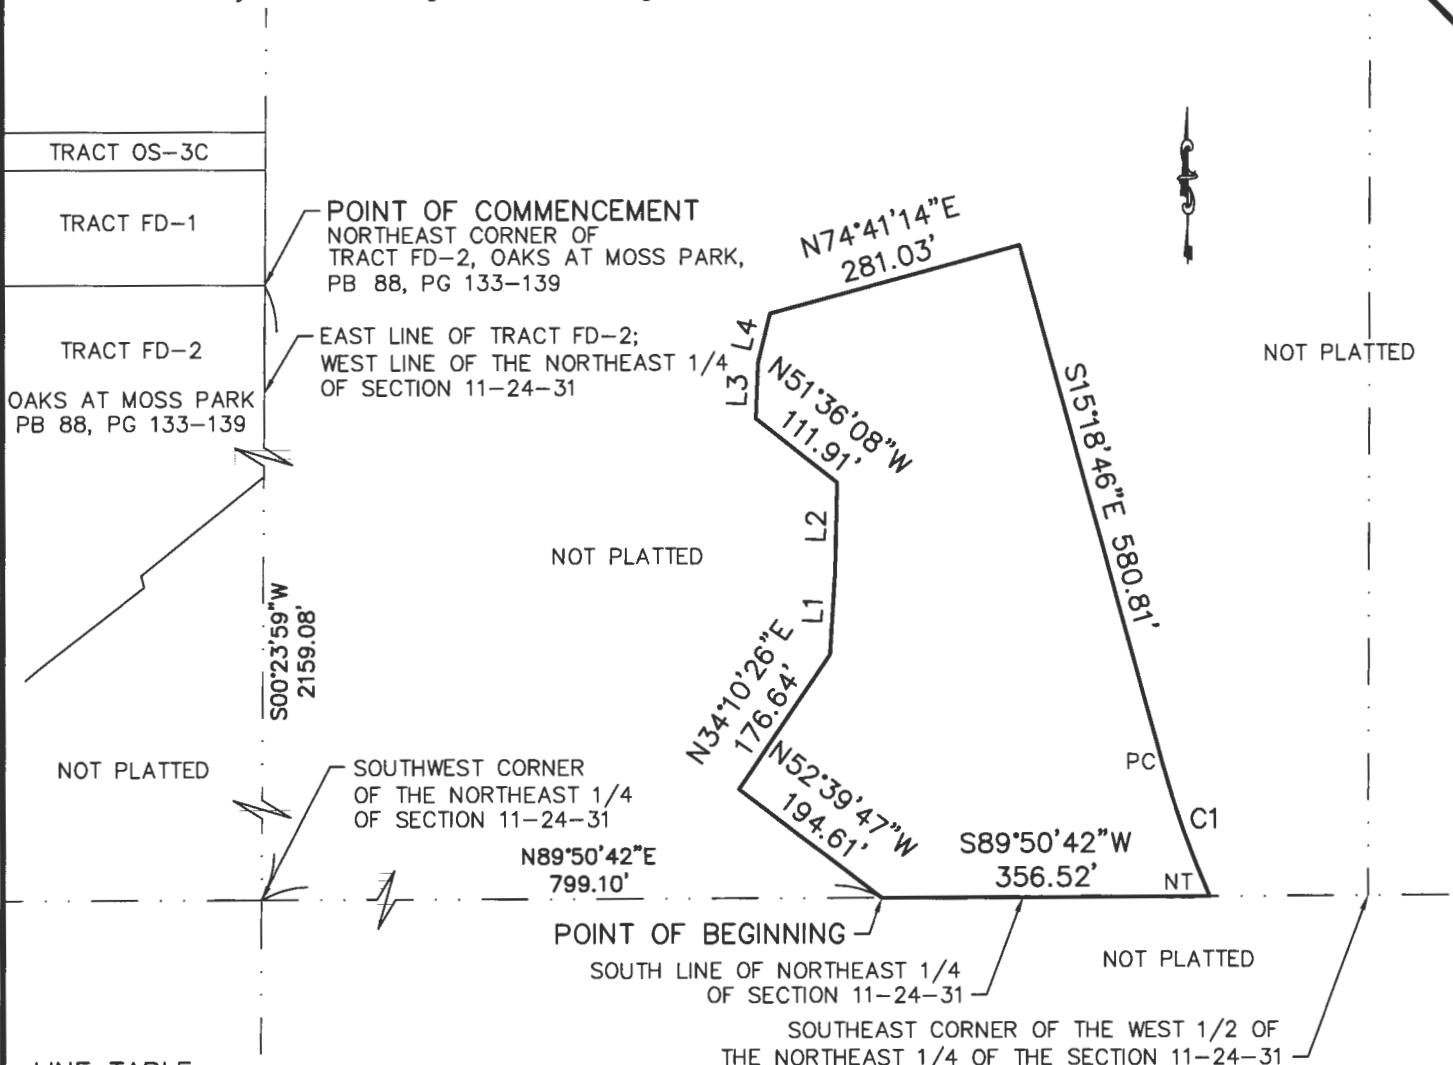 TRACT OS-3C
TRACT FD-1
POINT OF COMMENCEMENT
NORTHEAST CORNER OF
TRACT FD-2, OAKS AT MOSS PARK,
PB 88, PG 133-139
TRACT FD-2
OAKS AT MOSS PARK
PB 88, PG 133-139
EAST LINE OF TRACT FD-2;
WEST LINE OF THE NORTHEAST 1/4
OF SECTION 11-24-31
N74°41'14"E
281.03'
L4
L3
N51°36'08"W
111.91'
NOT PLATTED
S15°18'46"E 580.81'
L2
L1
NOT PLATTED
S00°23'59"W
2159.08'
N34°10'26"E
176.64'
NOT PLATTED
SOUTHWEST CORNER
OF THE NORTHEAST 1/4
OF SECTION 11-24-31
N52°39'47"W
194.61'
PC
C1
S89°50'42"W
356.52'
NT
N89°50'42"E
799.10'
POINT OF BEGINNING
SOUTH LINE OF NORTHEAST 1/4
OF SECTION 11-24-31
NOT PLATTED
SOUTHEAST CORNER OF THE WEST 1/2 OF
THE NORTHEAST 1/4 OF THE SECTION 11-24-31
LINE TABLE